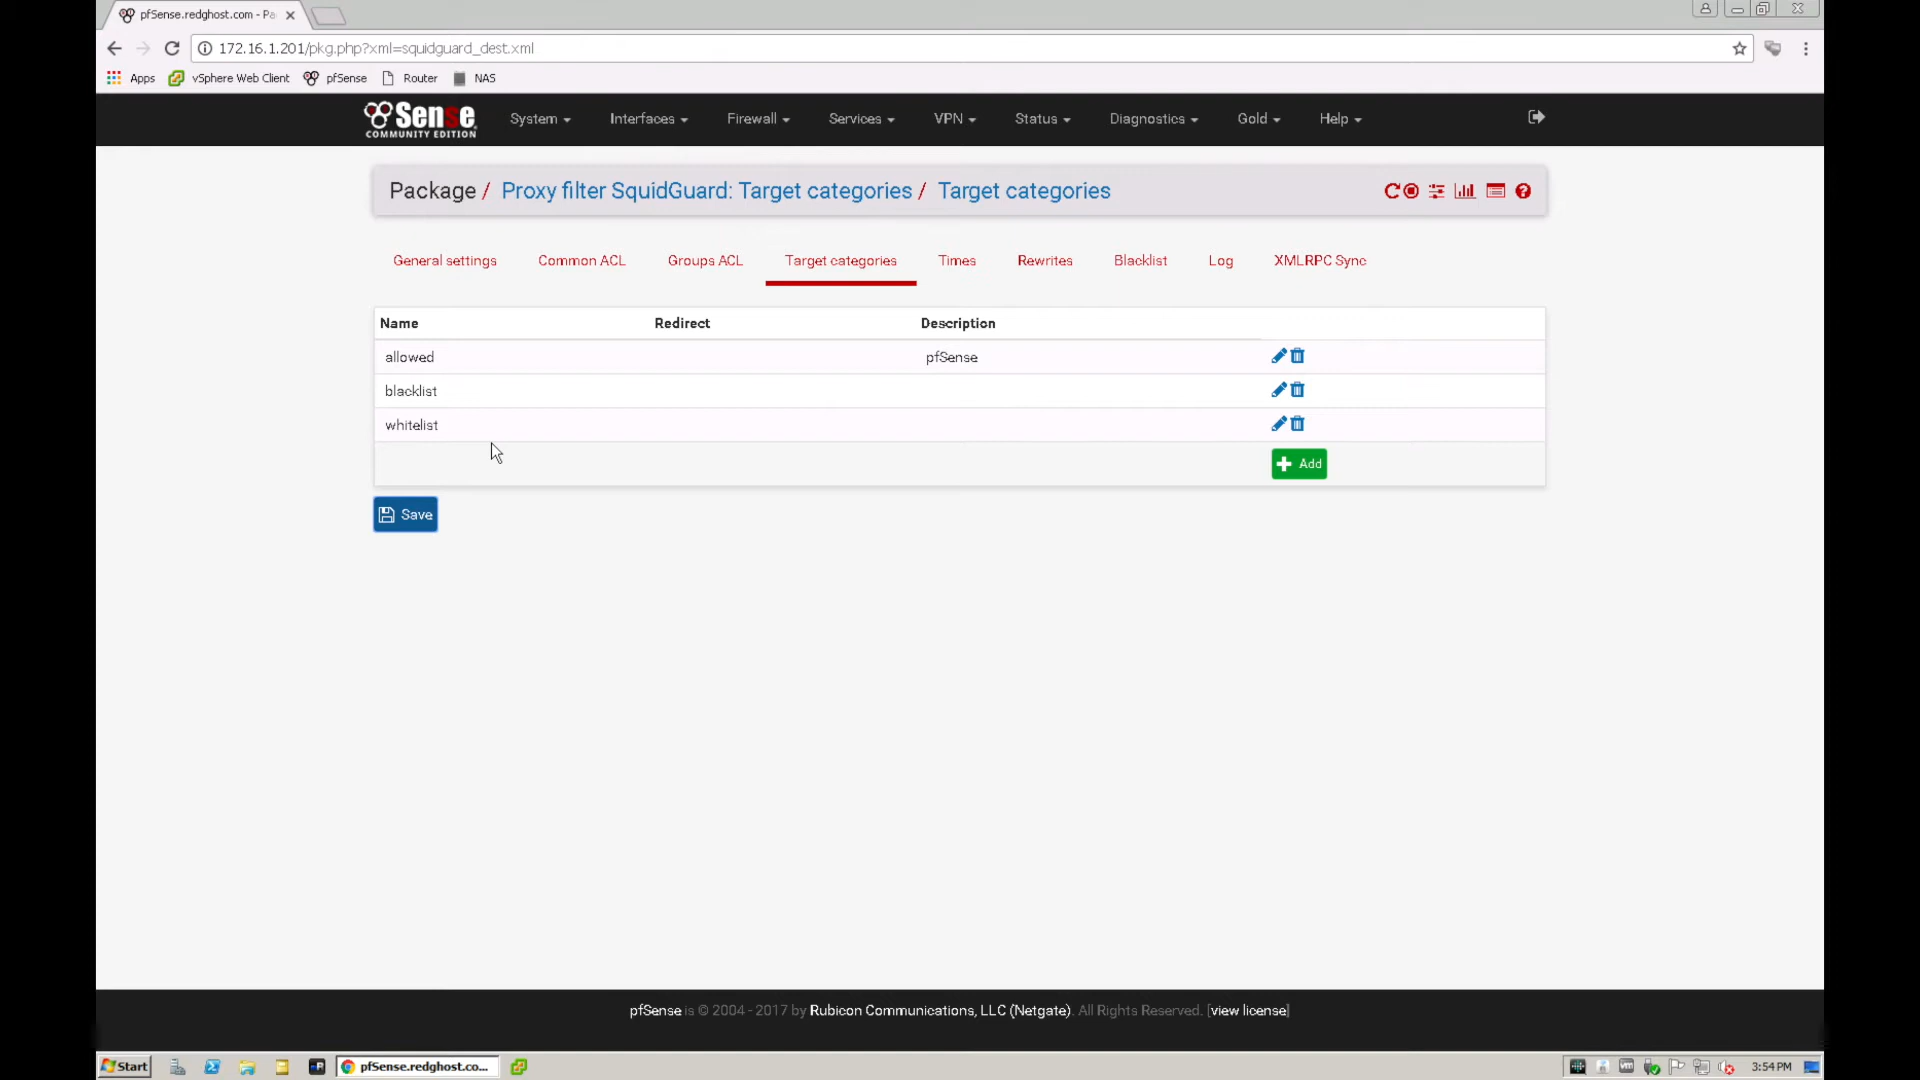 pfSense.redghost.com - Pa
172.16.1.201/pkg.php?xml=squidguard_dest.xml
Apps vSphere Web Client pfSense Router NAS
Sense
COMMUNITY EDITION
System Interfaces Firewall Services VPN Status Diagnostics Gold Help
Package / Proxy filter SquidGuard: Target categories / Target categories
General settings Common ACL Groups ACL Target categories Times Rewrites Blacklist Log XMLRPC Sync
Name Redirect Description
allowed pfSense
blacklist
whitelist
Add
Save
pfSense is © 2004 - 2017 by Rubicon Communications, LLC (Netgate). All Rights Reserved. [view license]
Start pfSense.redghost.co... 3:54 PM